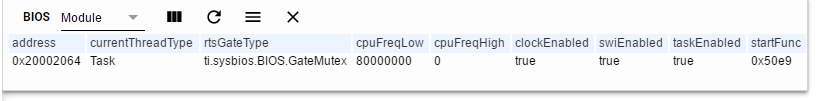 BIOS Module
address currentThreadType rtsGateType cpuFreqLow cpuFreqHigh clockEnabled swiEnabled taskEnabled startFunc
0x20002064 Task ti.sysbios.BIOS.GateMutex 80000000 0 true true true 0x50e9